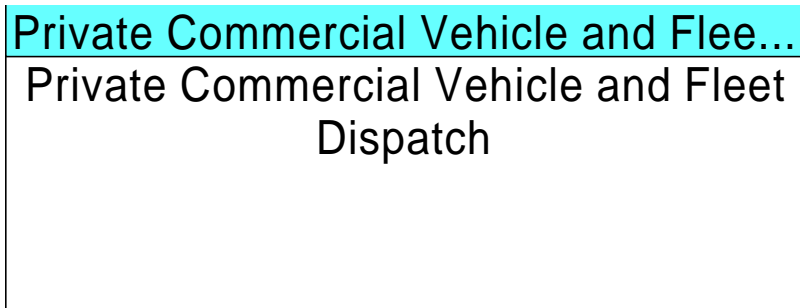 Private Commercial Vehicle and Flee...
Private Commercial Vehicle and Fleet
Dispatch